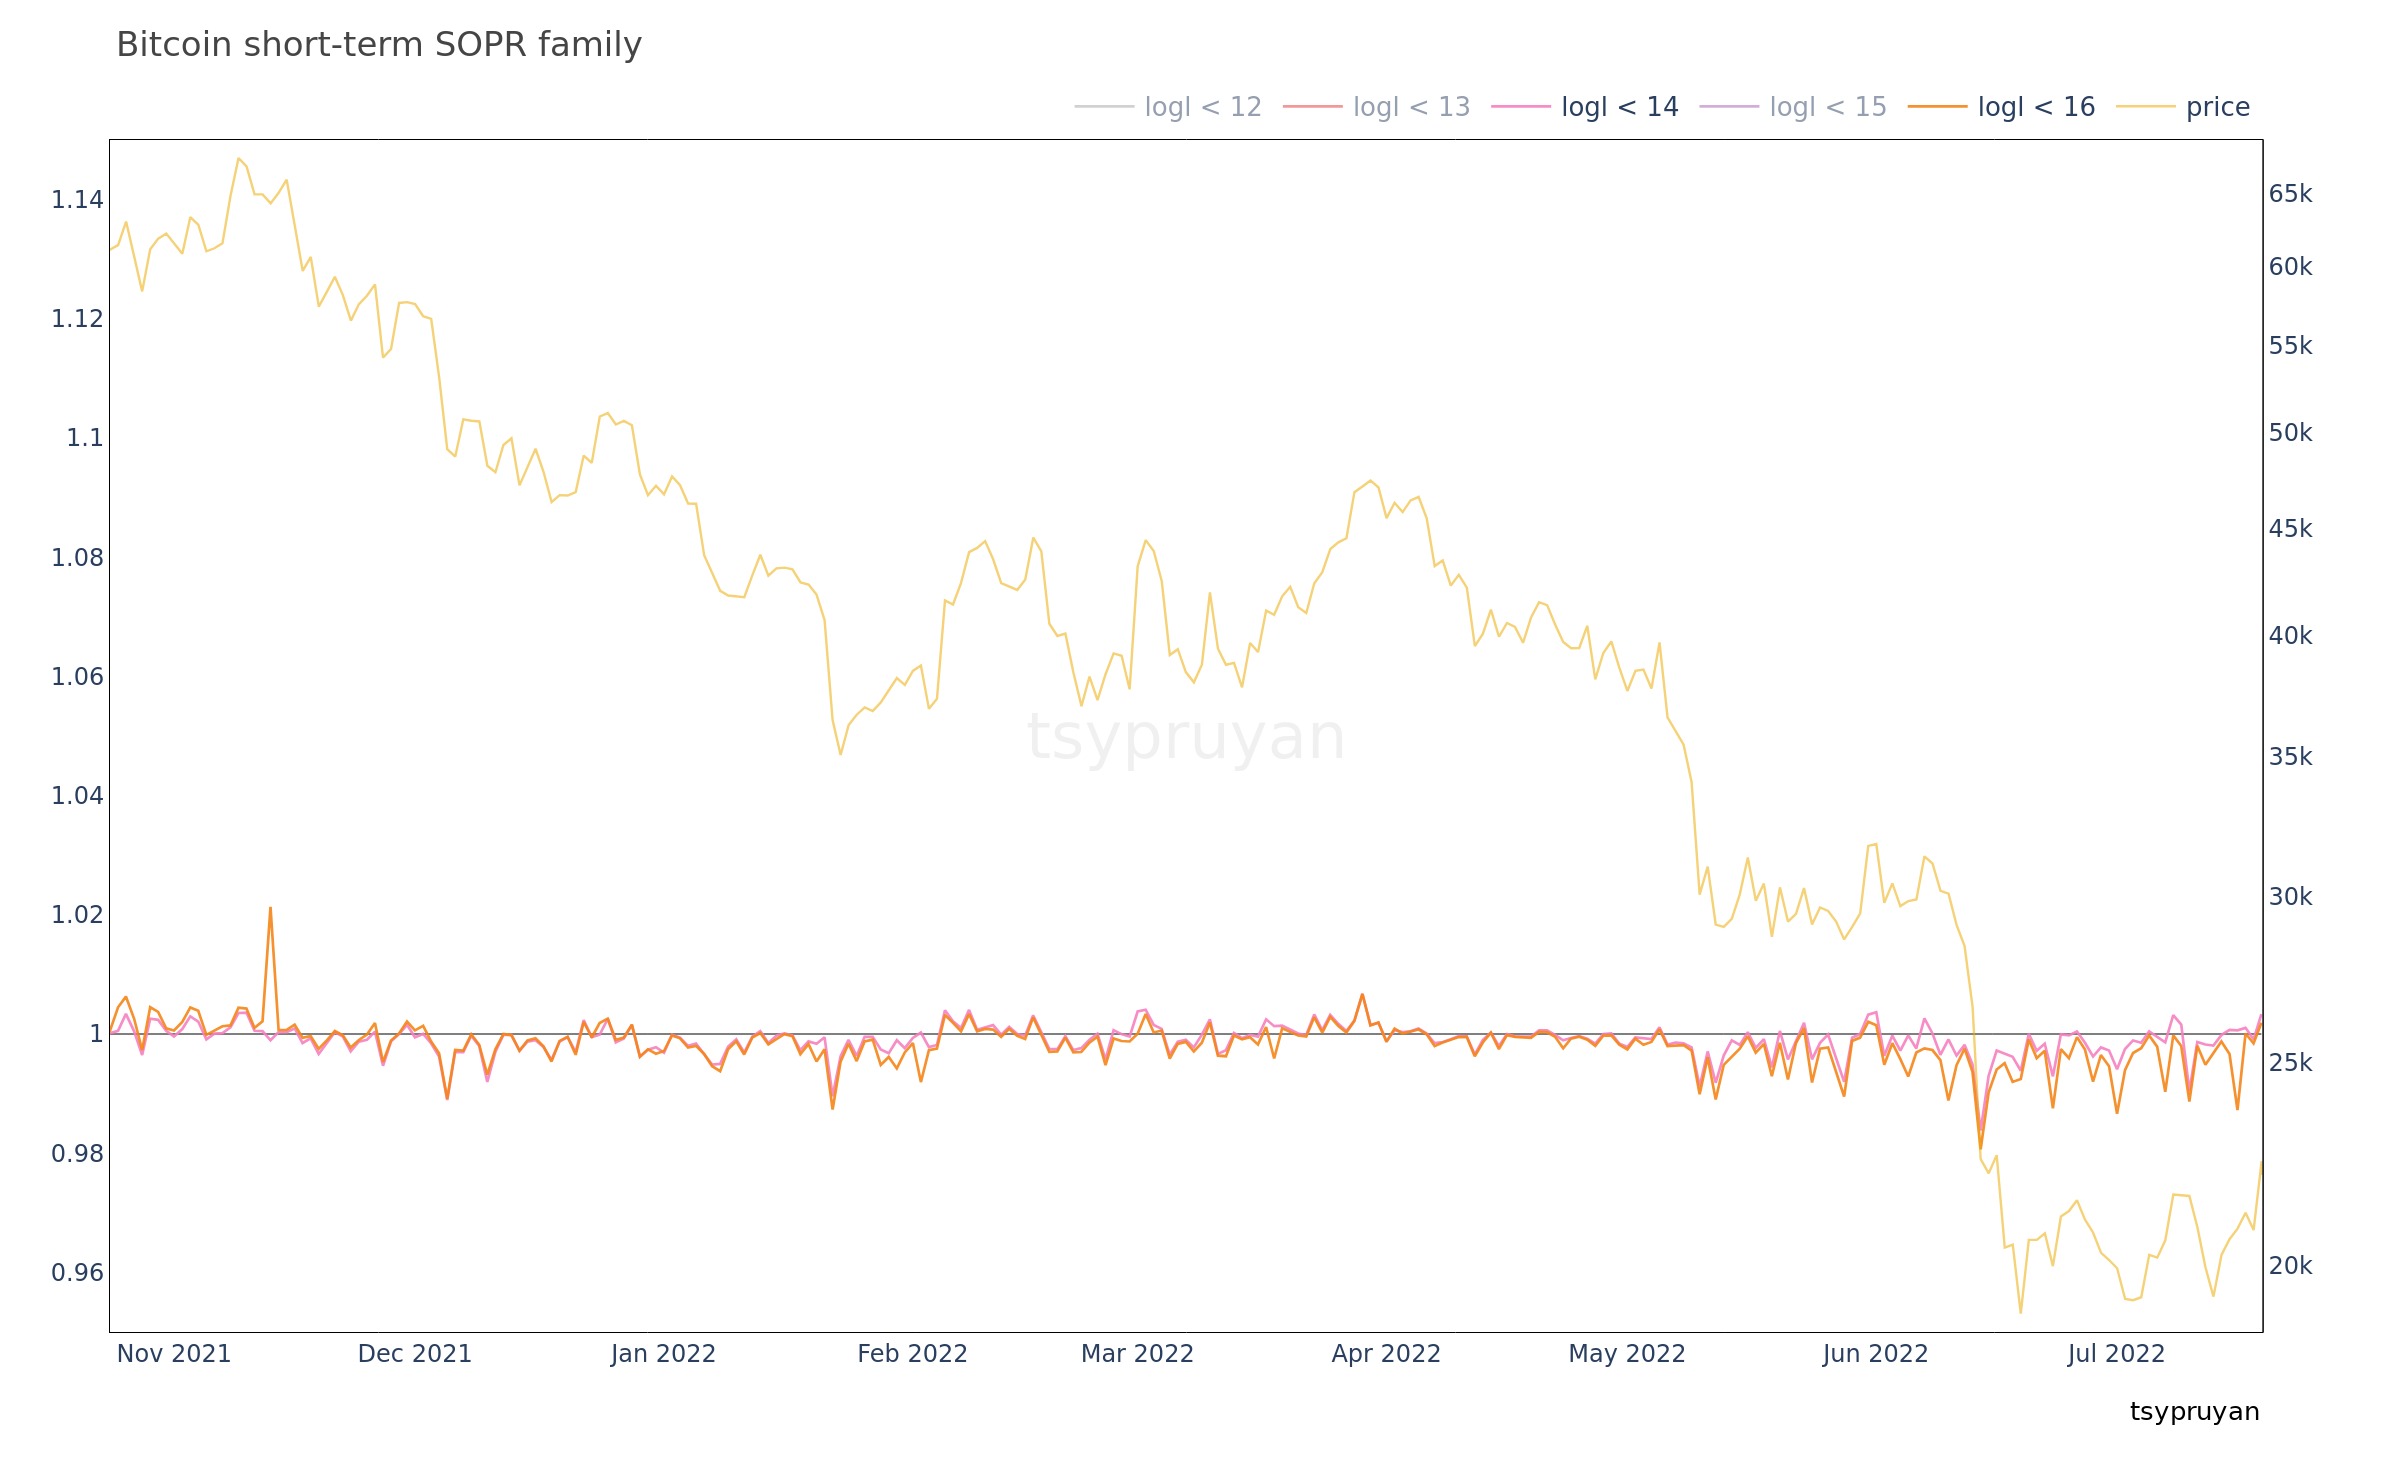 Bitcoin short-term SOPR family
logl < 12 logl < 13 logl < 14 logl < 15 logl < 16 price
1.14
1.12
1.1
1.08
1.06
1.04
1.02
1
0.98
0.96
65k
60k
55k
50k
45k
40k
35k
30k
25k
20k
tsypruyan
Nov 2021 Dec 2021 Jan 2022 Feb 2022 Mar 2022 Apr 2022 May 2022 Jun 2022 Jul 2022
tsypruyan